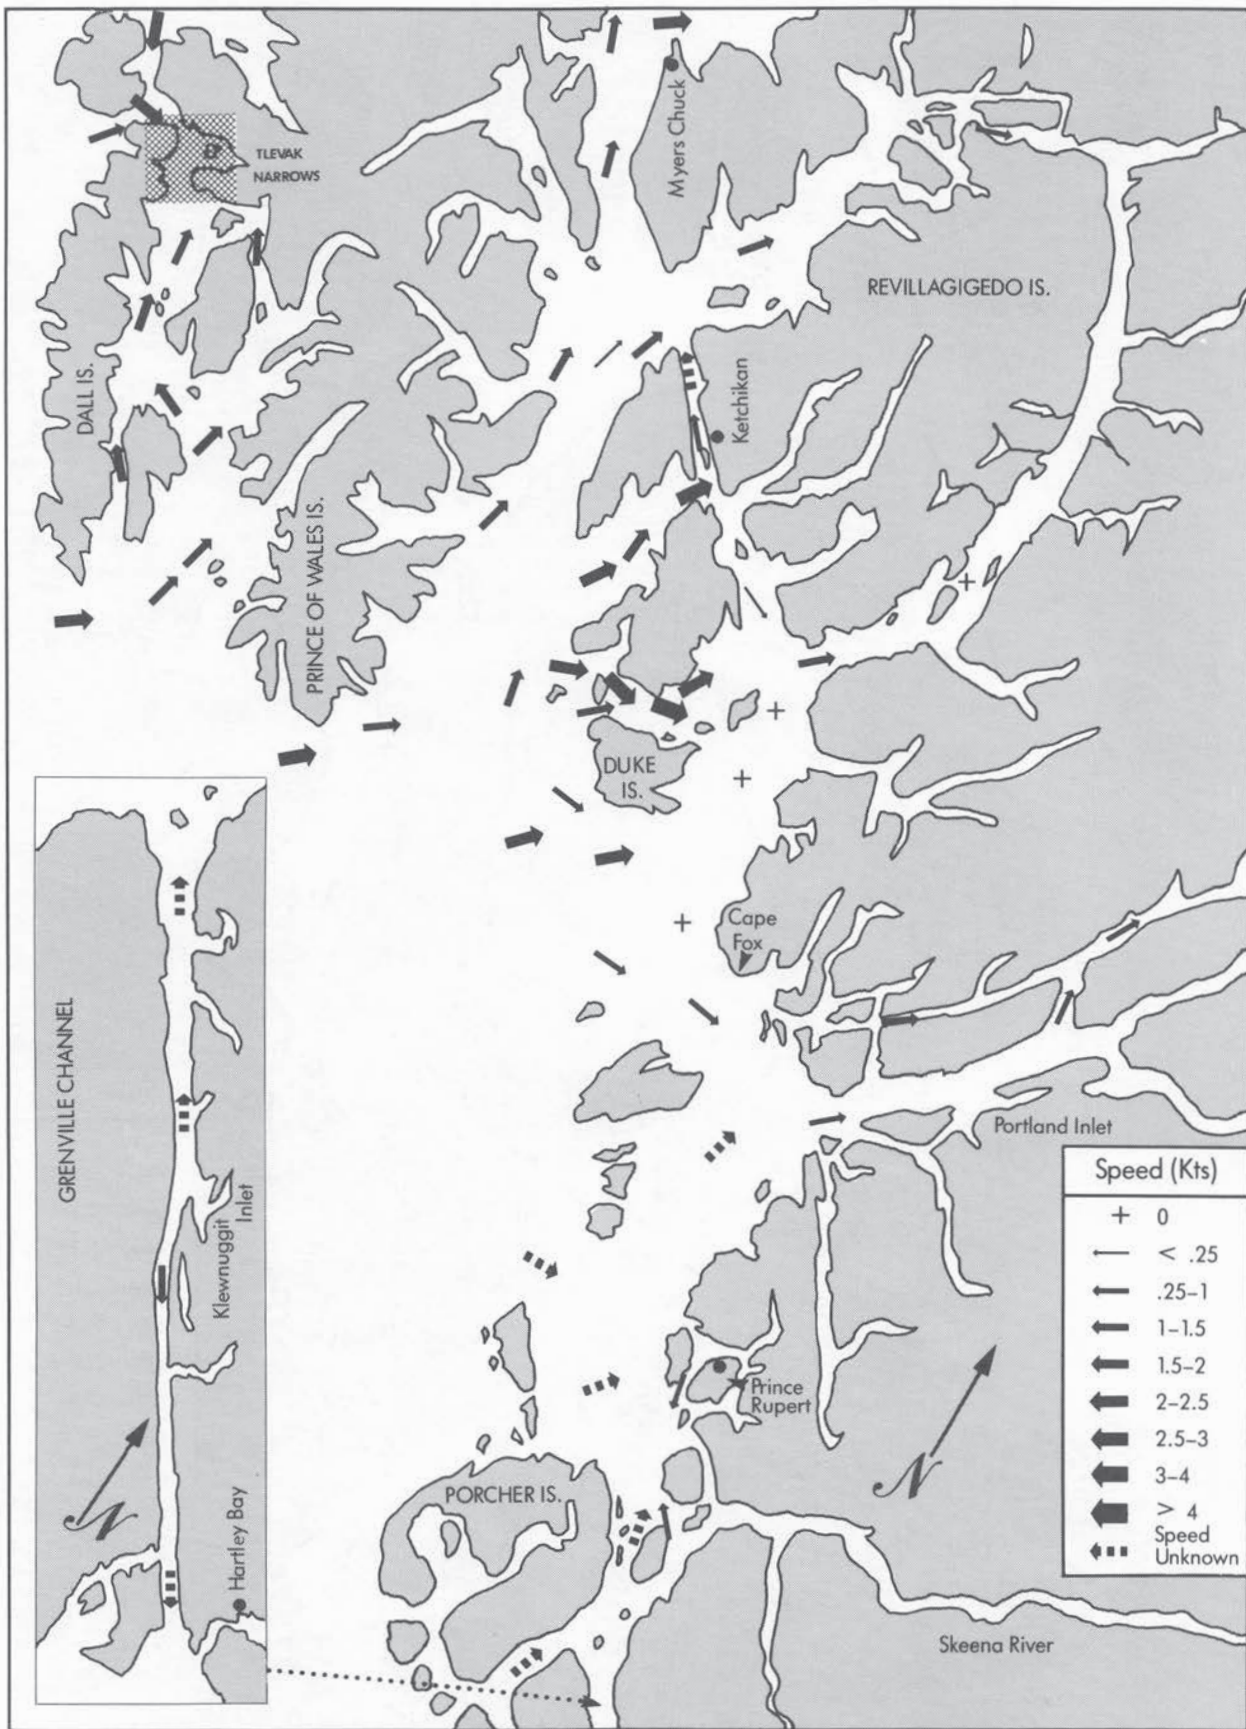 TLEVAK
NARROWS
Myers Chuck
REVILLAGIGEDO IS.
DALL IS.
Ketchikan
PRINCE OF WALES IS.
DUKE
IS.
Cape
Fox
GRENVILLE CHANNEL
Klewnuggit
Inlet
N
Hartley Bay
Portland Inlet
Prince
Rupert
N
PORCHER IS.
Skeena River
Speed (Kts)
+ 0
< .25
.25–1
1–1.5
1.5–2
2–2.5
2.5–3
3–4
> 4
Speed
Unknown